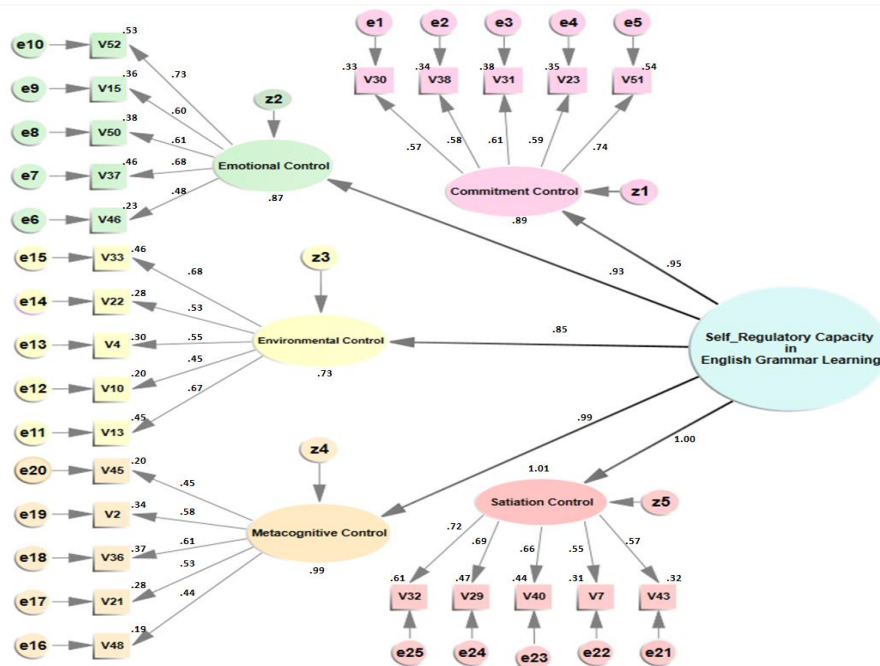 e1 e2 e3 e4 e5
.33 V30 .34 V38 .38 V31 .35 V23 .54 V51
.57 .58 .61 .59 .74
Commitment Control
z1
.89
e10 V52 .53
.73
e9 V15 .36
.60
e8 V50 .38
.61
e7 V37 .46
.68
e6 V46 .23
.48
z2
Emotional Control
.87
.93
.95
e15 V33 .46
.68
e14 V22 .28
.53
e13 V4 .30
.55
e12 V10 .20
.45
e11 V13 .45
.67
z3
Environmental Control
.73
.85
Self_Regulatory Capacity
in
English Grammar Learning
e20 V45 .20
.45
e19 V2 .34
.58
e18 V36 .37
.61
e17 V21 .28
.53
e16 V48 .19
.44
z4
Metacognitive Control
.99
.99
1.00
1.01
Satiation Control
z5
.72 .69 .66 .55 .57
.61 V32 .47 V29 .44 V40 .31 V7 V43 .32
e25 e24 e23 e22 e21